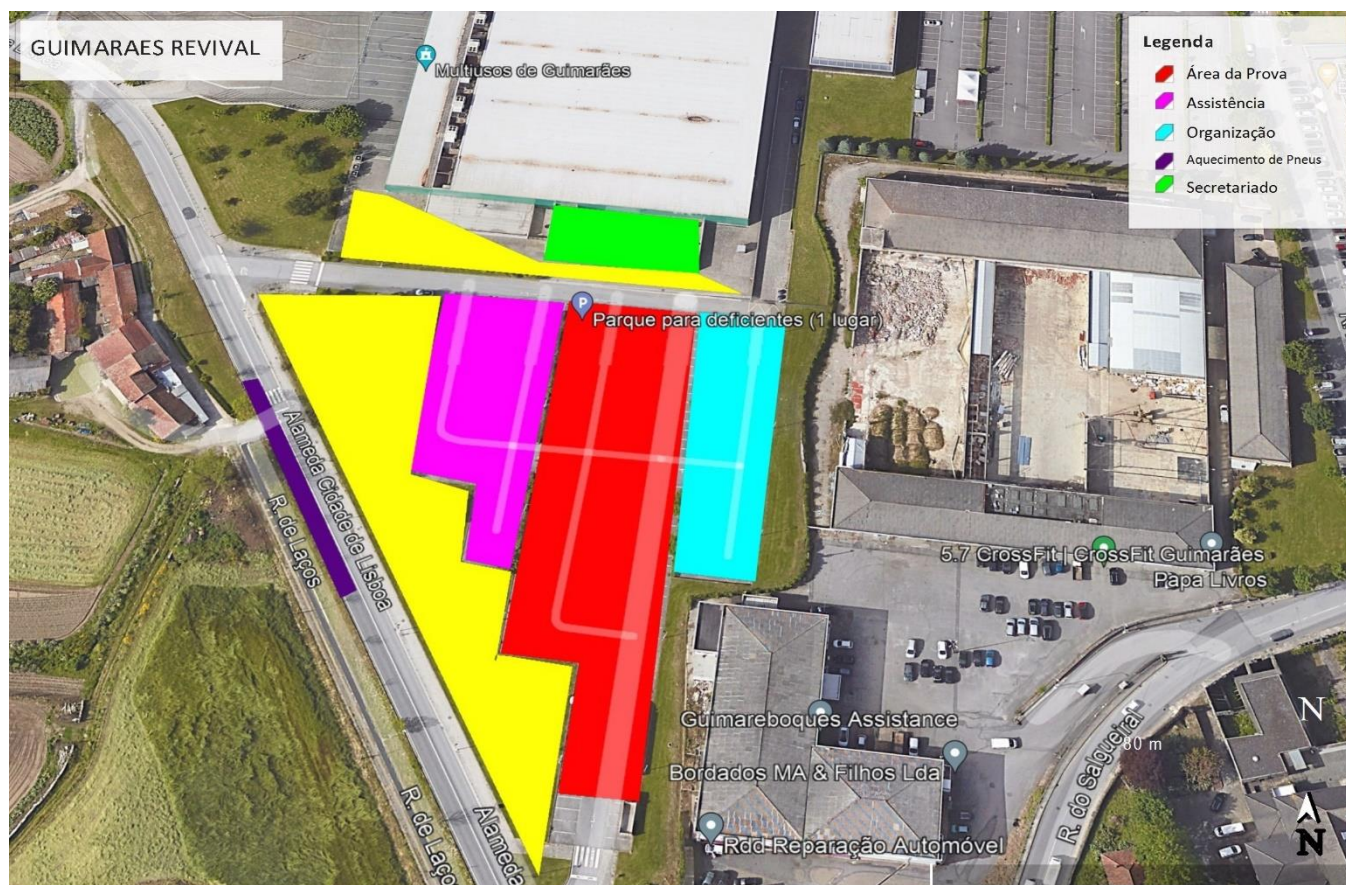 GUIMARAES REVIVAL
Multiusos de Guimarães
Legenda
Área da Prova
Assistência
Organização
Aquecimento de Pneus
Secretariado
P
Parque para deficientes (1 lugar)
Alameda Cidade de Lisboa
R. de Laços
5.7 CrossFit | CrossFit Guimarães
Papa Livros
Guimareboques Assistance
N
80 m
Bordados MA & Filhos Lda
R. do Salgueiral
R. de Laços
Alameda
Rdd Reparação Automóvel
N